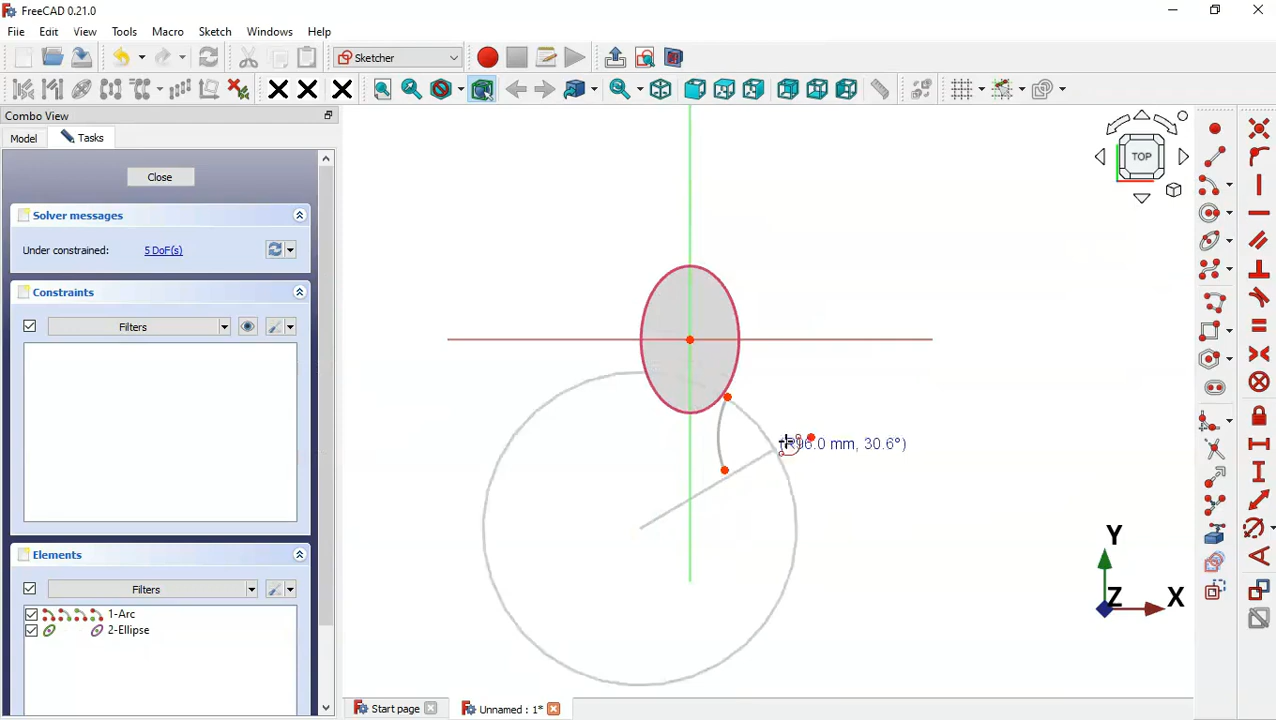 FreeCAD 0.21.0
File Edit View Tools Macro Sketch Windows Help
Sketcher
Combo View
Model Tasks
Close
Solver messages
Under constrained: 5 DoF(s)
Constraints
Filters
Elements
Filters
1-Arc
2-Ellipse
TOP
96.0 mm, 30.6°)
Y
Z X
Start page Unnamed : 1*